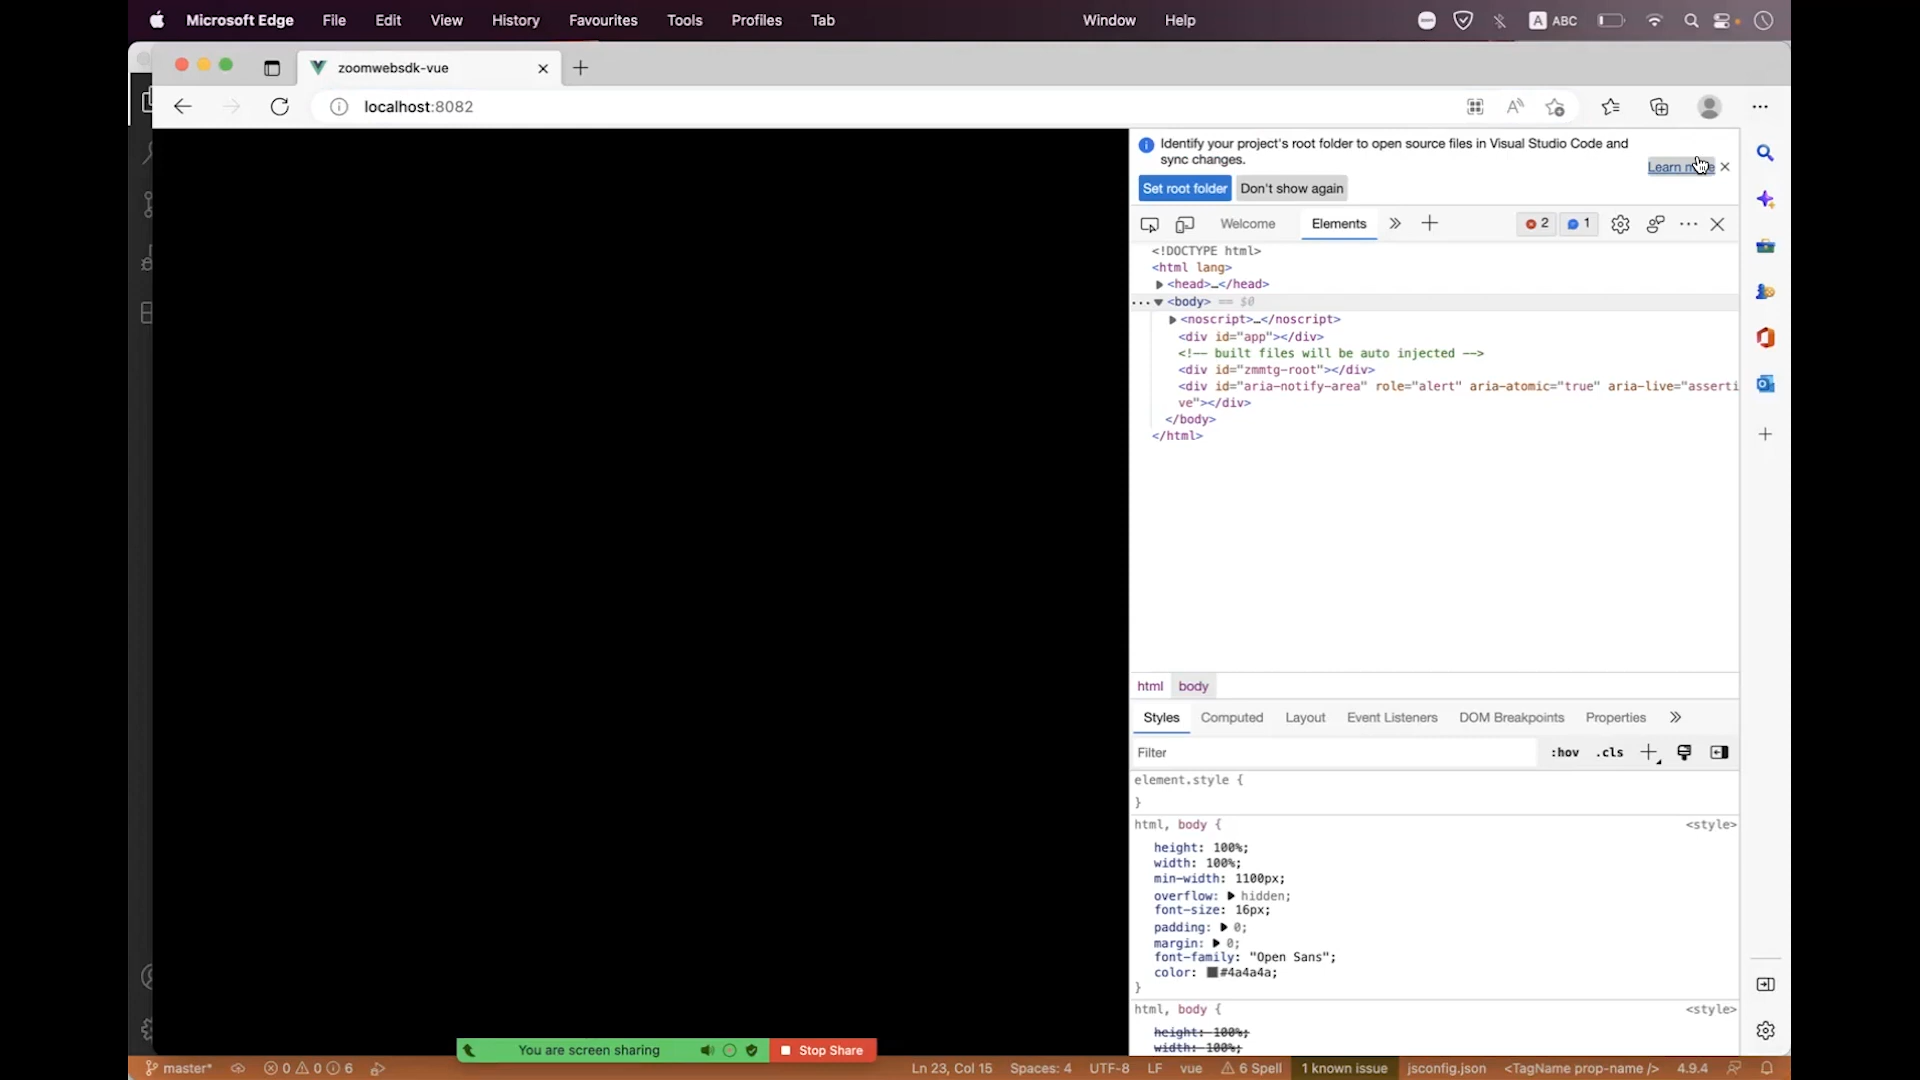 Microsoft Edge File Edit View History Favourites Tools Profiles Tab Window Help A ABC
zoomwebsdk-vue
localhost:8082
Identify your project's root folder to open source files in Visual Studio Code and
sync changes.
Learn
Set root folder Don't show again
Welcome Elements 2 1
<!DOCTYPE html>
<html lang>
<head>…</head>
<body> == $0
<noscript>…</noscript>
<div id="app"></div>
<!-- built files will be auto injected -->
<div id="zmmtg-root"></div>
<div id="aria-notify-area" role="alert" aria-atomic="true" aria-live="asserti
ve"></div>
</body>
</html>
html body
Styles Computed Layout Event Listeners DOM Breakpoints Properties
Filter :hov .cls
element.style {
}
html, body { <style>
height: 100%;
width: 100%;
min-width: 1100px;
overflow: hidden;
font-size: 16px;
padding: 0;
margin: 0;
font-family: "Open Sans";
color: #4a4a4a;
}
html, body { <style>
height: 100%;
width: 100%;
You are screen sharing Stop Share
master* 0 0 6 Ln 23, Col 15 Spaces: 4 UTF-8 LF vue 6 Spell 1 known issue jsconfig.json <TagName prop-name /> 4.9.4